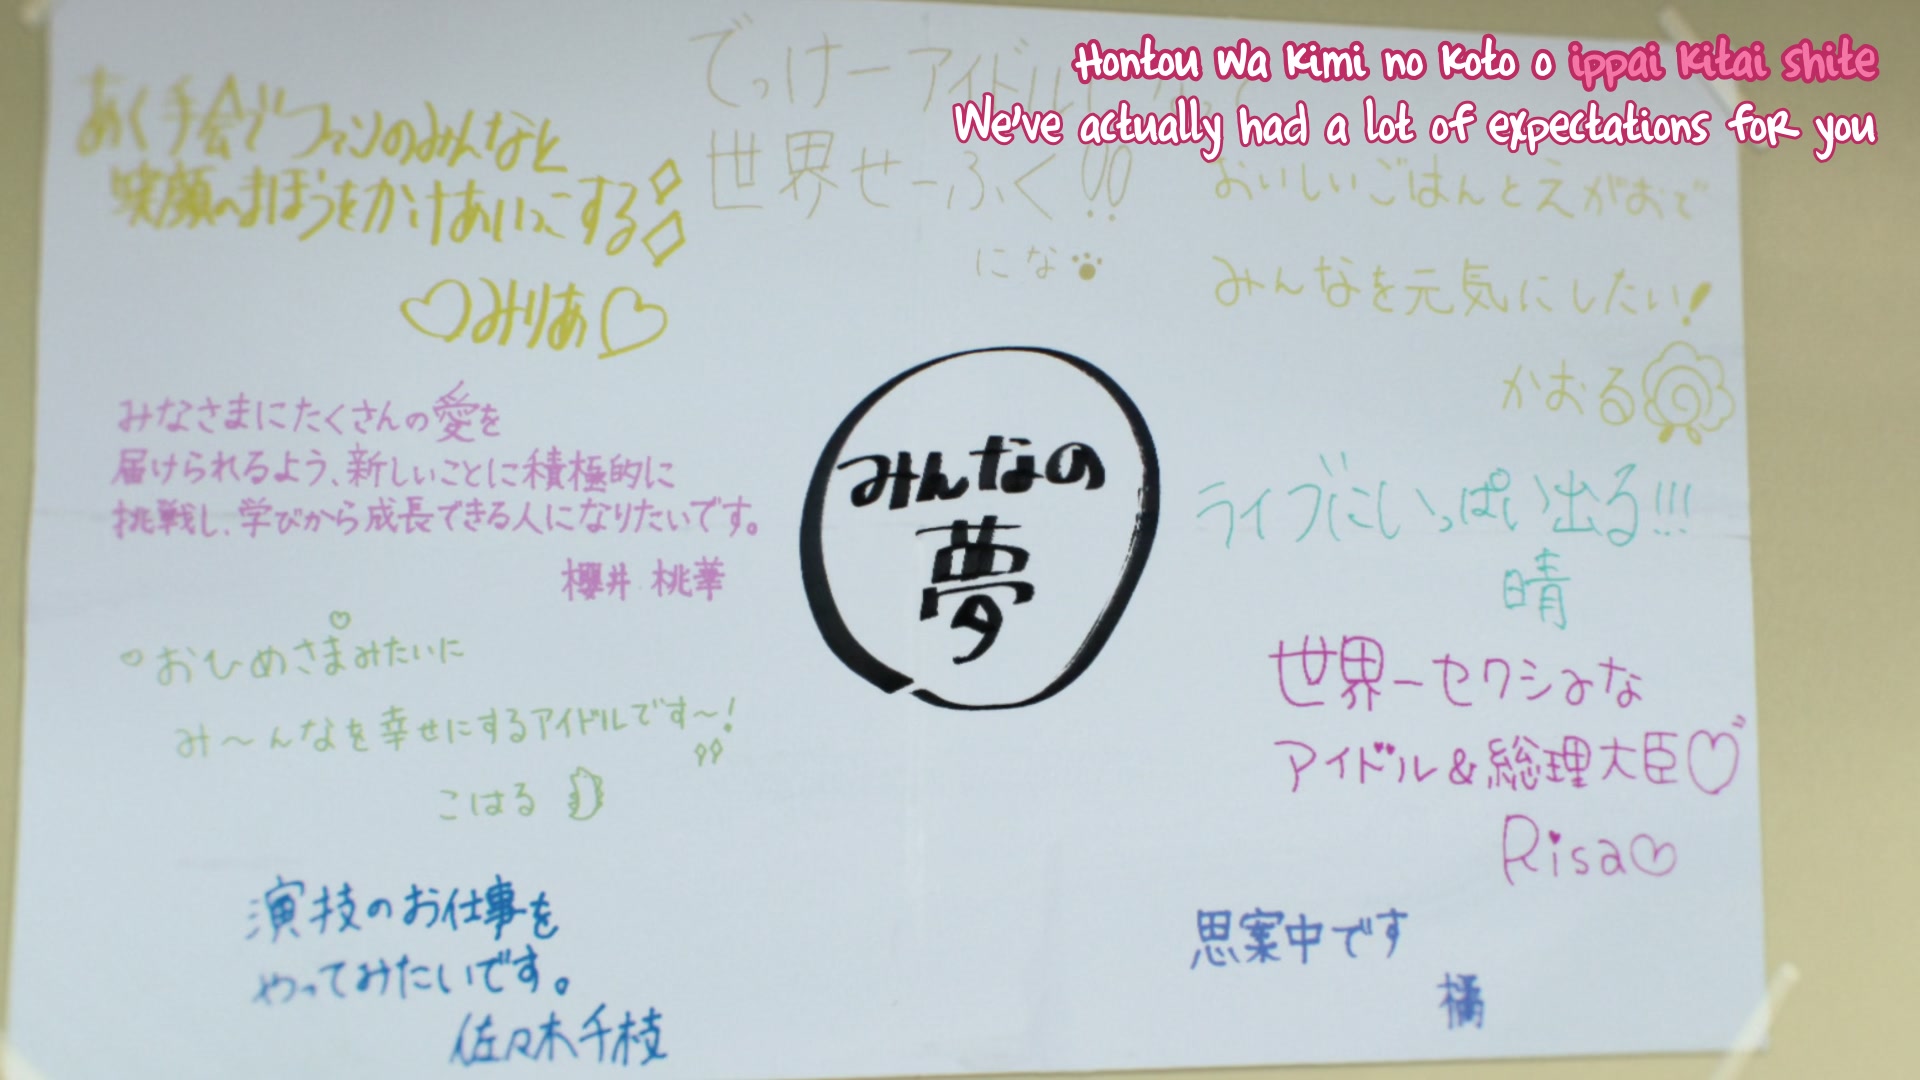 Hontou wa kimi no koto o ippai kitai shite
We've actually had a lot of expectations for you
あく手会でファンのみんなと
笑顔のまほうをかけあいっこする
♡みりあ♡
でっけーアイドルになって
世界せーふく!!
にな
おいしいごはんとえがおで
みんなを元気にしたい!
かおる
みなさまにたくさんの愛を
届けられるよう、新しいことに積極的に
挑戦し、学びから成長できる人になりたいです。
櫻井 桃華
みんなの
夢
ライブにいっぱい出る!!!
晴
おひめさまみたいに
み〜んなを幸せにするアイドルです〜!
こはる
世界一セクシーな
アイドル&総理大臣♡
Risa♡
演技のお仕事を
やってみたいです。
佐々木千枝
思案中です
橘